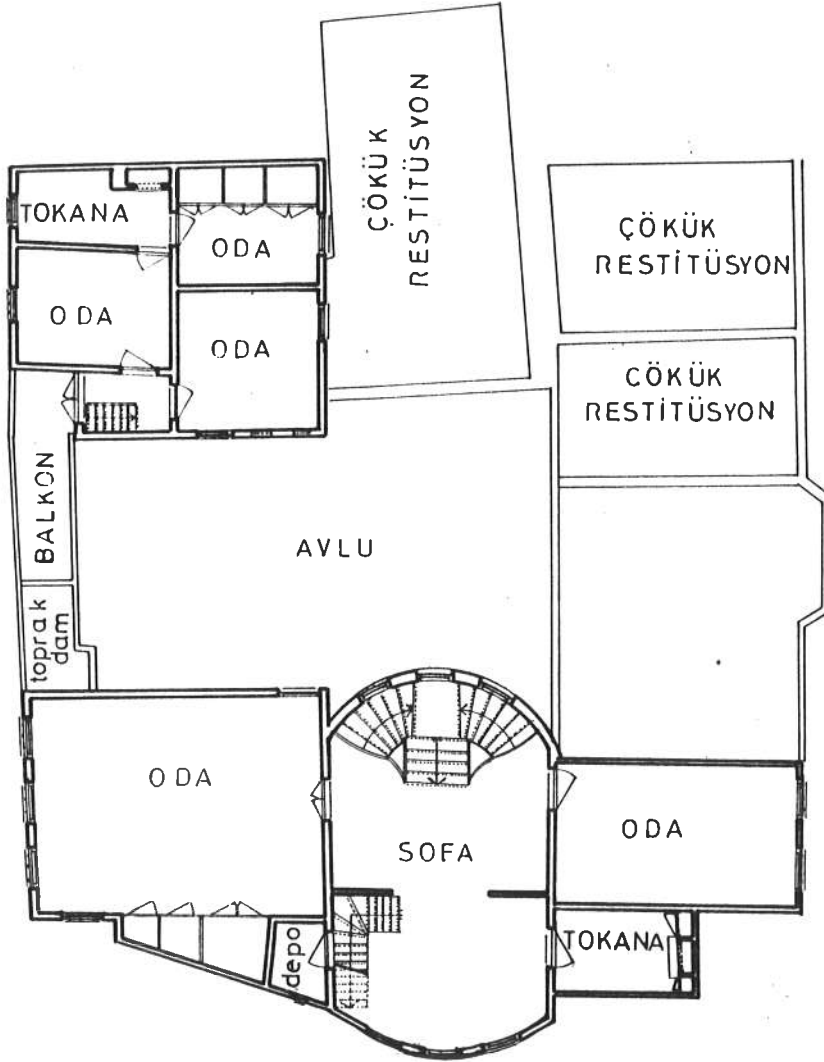 ÇÖKÜK
RESTİTÜSYON
TOKANA
ODA
ÇÖKÜK
RESTİTÜSYON
ODA
ODA
ÇÖKÜK
RESTİTÜSYON
BALKON
AVLU
toprak
dam
ODA
ODA
SOFA
TOKANA
depo